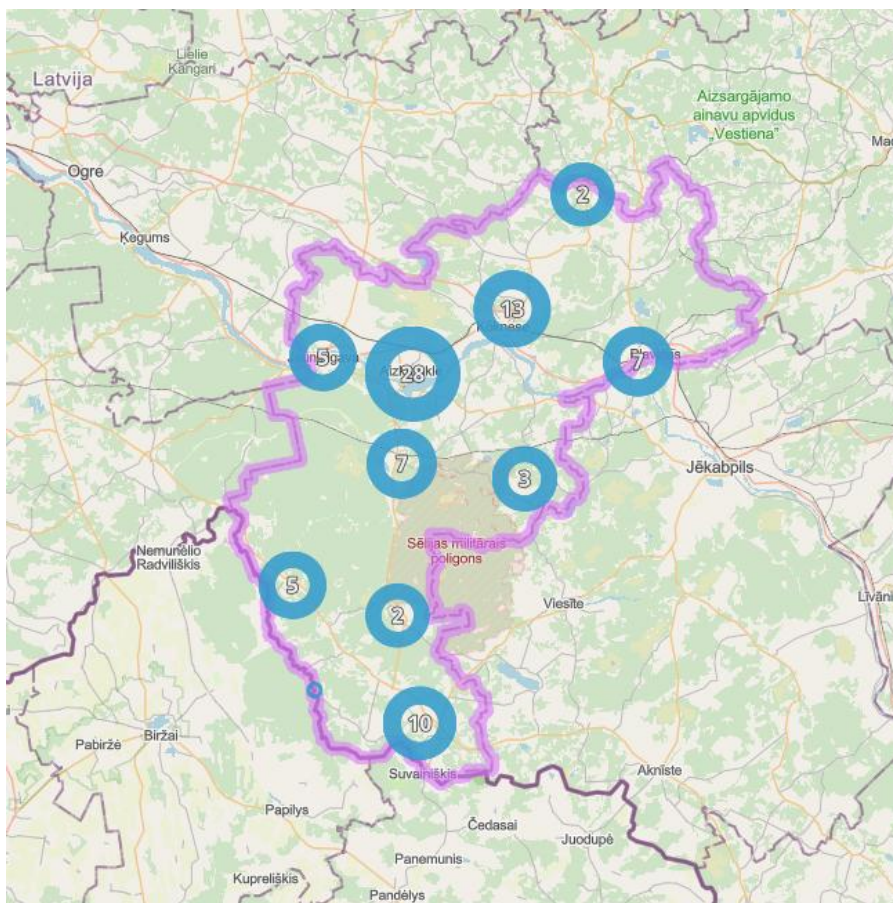 Lielie
Kangari
Latvija
Aizsargājamo
ainavu apvidus
„Vestiena”
Ogre
2
Ķegums
13
5
28
7
7
3
Jēkabpils
Sēlijas militārais
poligons
Nemunėlio
Radviliškis
5
2
Viesīte
10
Biržai
Pabiržė
Suvainiškis
Aknīste
Papilys
Čedasai
Juodupė
Panemunis
Kupreliškis
Pandėlys